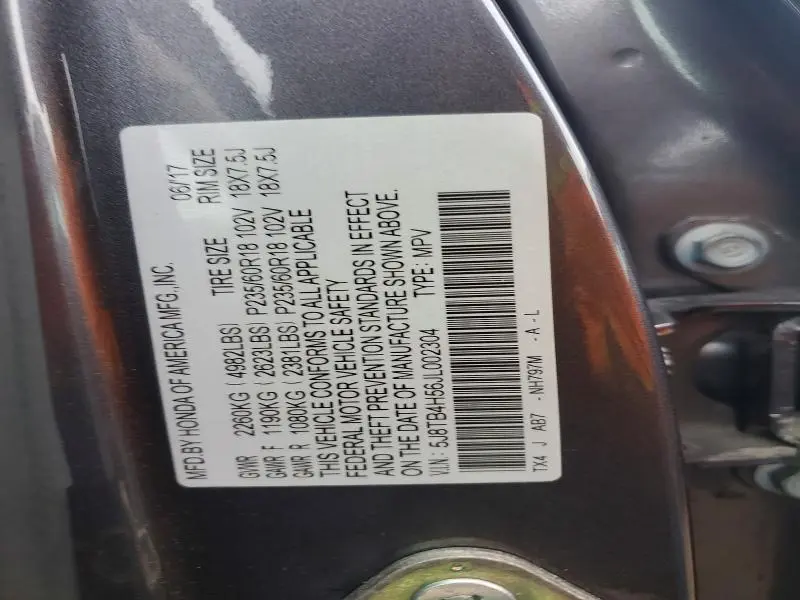 MFD. BY HONDA OF AMERICA MFG., INC. 06/17
GVWR 2260KG (4982LBS) TIRE SIZE RIM SIZE
GAWR F 1190KG (2623LBS) P235/60R18 102V 18X7.5J
GAWR R 1080KG (2381LBS) P235/60R18 102V 18X7.5J
THIS VEHICLE CONFORMS TO ALL APPLICABLE
FEDERAL MOTOR VEHICLE SAFETY
AND THEFT PREVENTION STANDARDS IN EFFECT
ON THE DATE OF MANUFACTURE SHOWN ABOVE.
V.I.N.: 5J8TB4H56JL002304 TYPE: MPV
TX4 J AB7 -NH797M -A-L